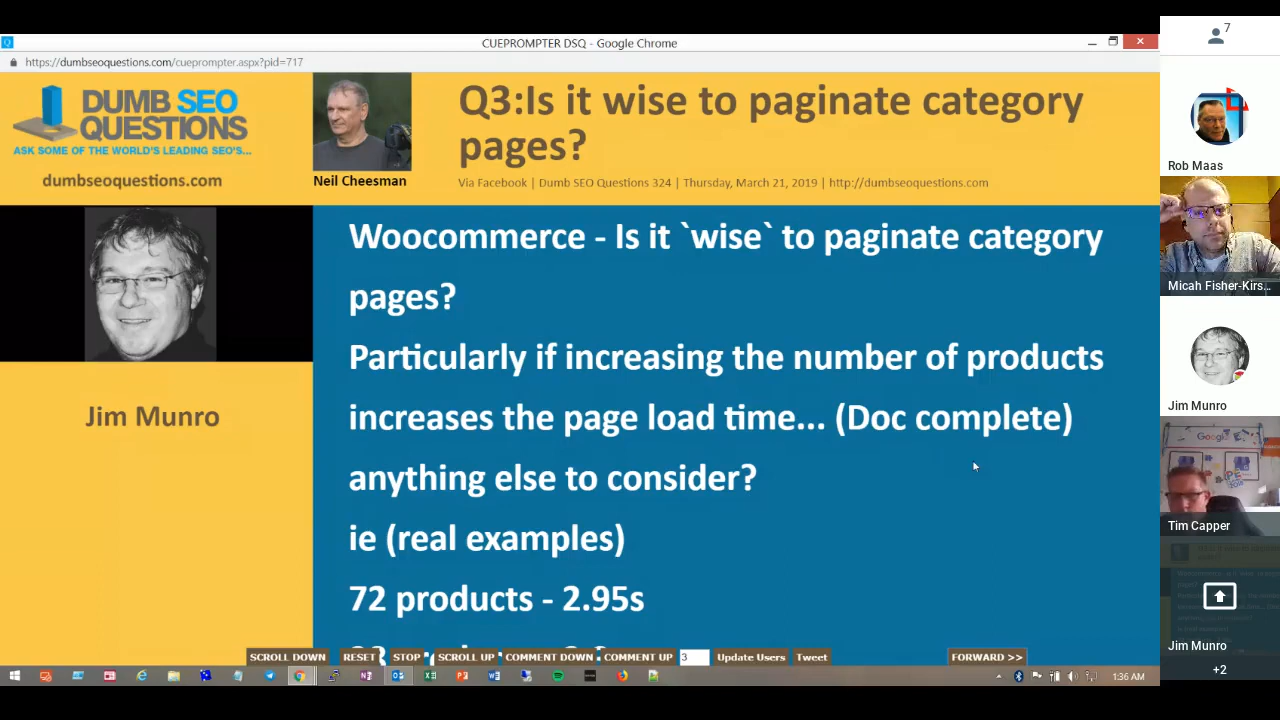 CUEPROMPTER DSQ - Google Chrome
https://dumbseoquestions.com/cueprompter.aspx?pid=717
DUMB SEO
QUESTIONS
ASK SOME OF THE WORLD'S LEADING SEO'S...
dumbseoquestions.com
Neil Cheesman
Q3:Is it wise to paginate category
pages?
Via Facebook | Dumb SEO Questions 324 | Thursday, March 21, 2019 | http://dumbseoquestions.com
Jim Munro
Woocommerce - Is it `wise` to paginate category
pages?
Particularly if increasing the number of products
increases the page load time... (Doc complete)
anything else to consider?
ie (real examples)
72 products - 2.95s
SCROLL DOWN RESET STOP SCROLL UP COMMENT DOWN COMMENT UP 3 Update Users Tweet FORWARD >>
1:36 AM
7
Rob Maas
Micah Fisher-Kirs...
Jim Munro
Google
Tim Capper
Jim Munro
+2